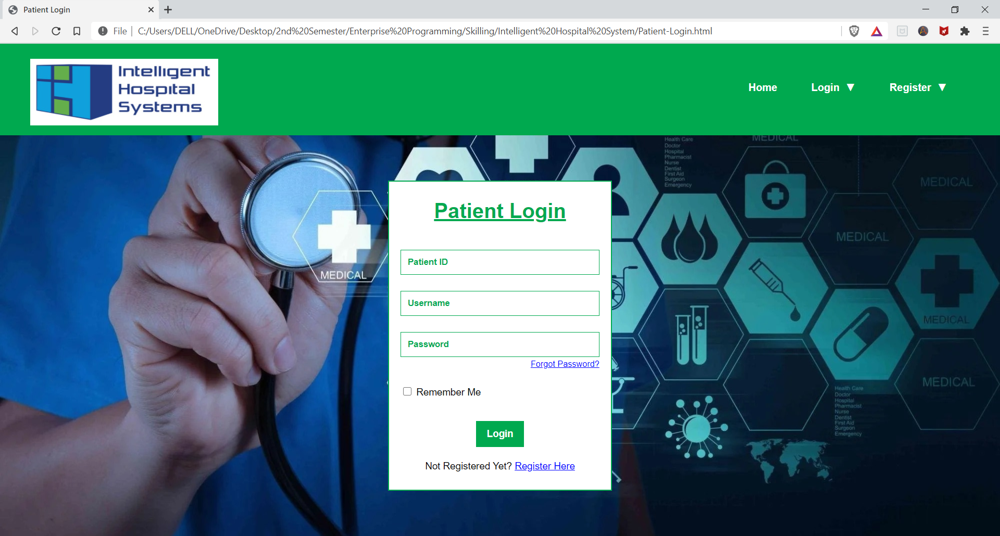 Patient Login
File
C:/Users/DELL/OneDrive/Desktop/2nd%20Semester/Enterprise%20Programming/Skilling/Intelligent%20Hospital%20System/Patient-Login.html
Intelligent
Hospital
Systems
Home
Login ▼
Register ▼
Health Care
Doctor
Hospital
Pharmacist
Nurse
Dentist
First Aid
Surgeon
Emergency
MEDICAL
MEDICAL
MEDICAL
MEDICAL
MEDICAL
MEDICAL
Patient Login
Patient ID
Username
Password
Forgot Password?
Remember Me
Login
Not Registered Yet? Register Here
Health Care
Doctor
Hospital
Pharmacist
Nurse
Dentist
First Aid
Surgeon
Emergency